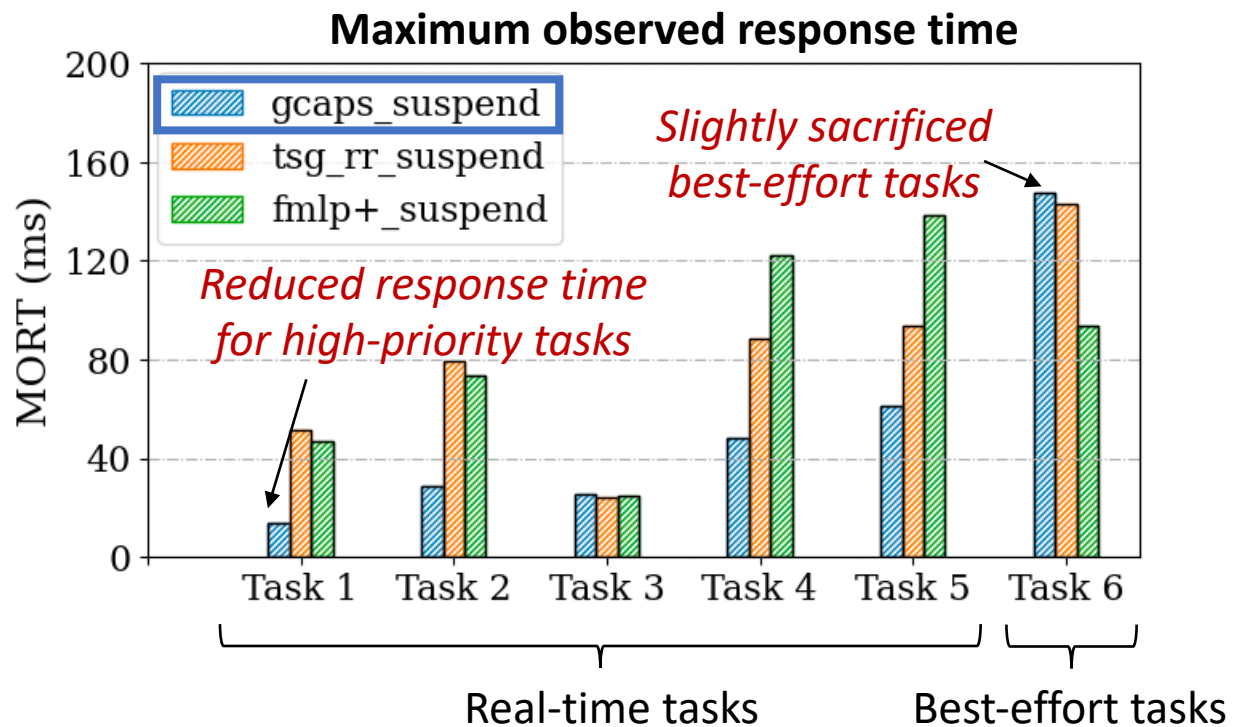 Maximum observed response time
200
160
120
80
40
0
MORT (ms)
gcaps_suspend
tsg_rr_suspend
fmlp+_suspend
Slightly sacrificed
best-effort tasks
Reduced response time
for high-priority tasks
Task 1
Task 2
Task 3
Task 4
Task 5
Task 6
Real-time tasks
Best-effort tasks